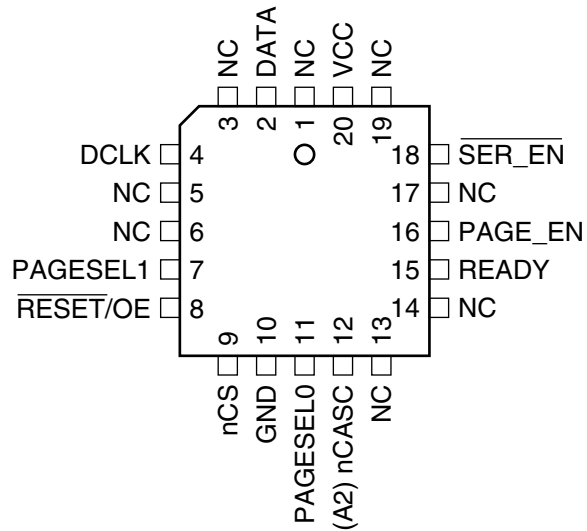 NC
DATA
NC
VCC
NC
3
2
1
20
19
DCLK 4
NC 5
NC 6
PAGESEL1 7
RESET/OE 8
18 SER_EN
17 NC
16 PAGE_EN
15 READY
14 NC
9
10
11
12
13
nCS
GND
PAGESEL0
(A2) nCASC
NC